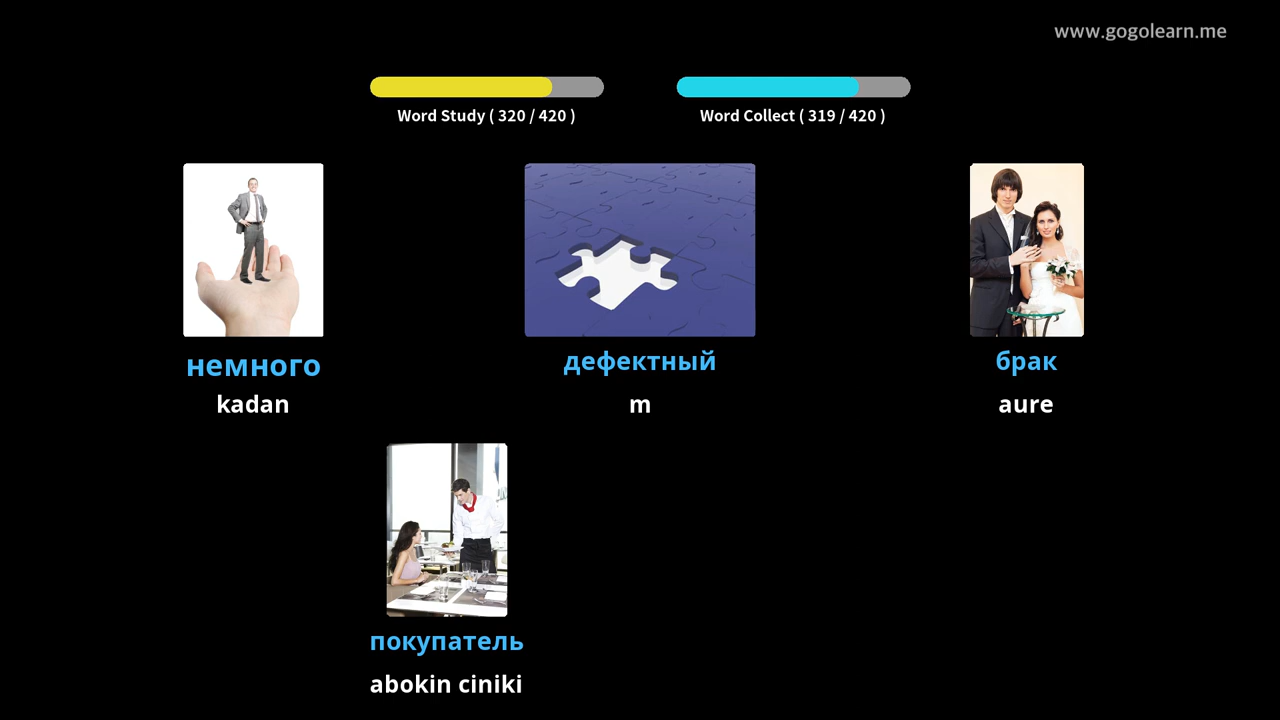 www.gogolearn.me
Word Study ( 320 / 420 )
Word Collect ( 319 / 420 )
немного
kadan
дефектный
m
брак
aure
покупатель
abokin ciniki